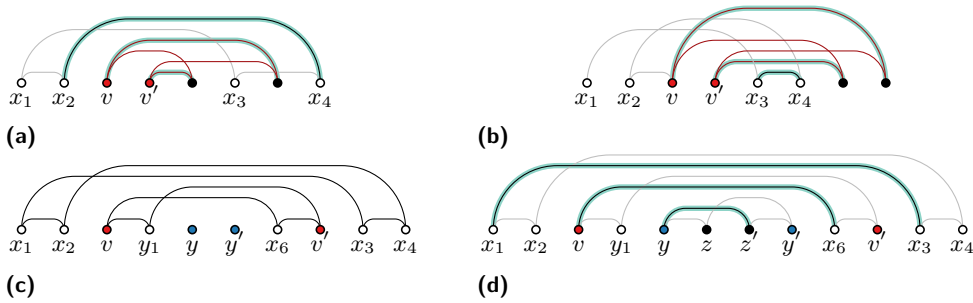 x₁ x₂ v v′ x₃ x₄
(a)
x₁ x₂ v v′ x₃ x₄
(b)
x₁ x₂ v y₁ y y′ x₆ v′ x₃ x₄
(c)
x₁ x₂ v y₁ y z z′ y′ x₆ v′ x₃ x₄
(d)